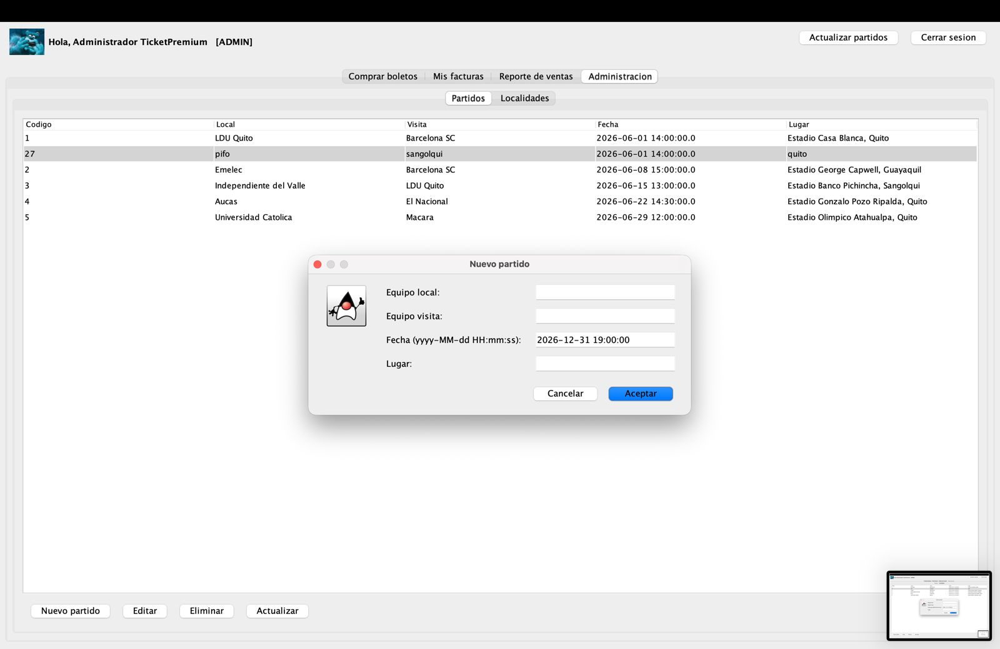 Hola, Administrador TicketPremium [ADMIN]
Actualizar partidos
Cerrar sesion
Comprar boletos
Mis facturas
Reporte de ventas
Administracion
Partidos
Localidades
Codigo Local Visita Fecha Lugar
1 LDU Quito Barcelona SC 2026-06-01 14:00:00.0 Estadio Casa Blanca, Quito
27 pifo sangolqui 2026-06-01 14:00:00.0 quito
2 Emelec Barcelona SC 2026-06-08 15:00:00.0 Estadio George Capwell, Guayaquil
3 Independiente del Valle LDU Quito 2026-06-15 13:00:00.0 Estadio Banco Pichincha, Sangolqui
4 Aucas El Nacional 2026-06-22 14:30:00.0 Estadio Gonzalo Pozo Ripalda, Quito
5 Universidad Catolica Macara 2026-06-29 12:00:00.0 Estadio Olimpico Atahualpa, Quito
Nuevo partido
Equipo local:
Equipo visita:
Fecha (yyyy-MM-dd HH:mm:ss): 2026-12-31 19:00:00
Lugar:
Cancelar
Aceptar
Nuevo partido
Editar
Eliminar
Actualizar